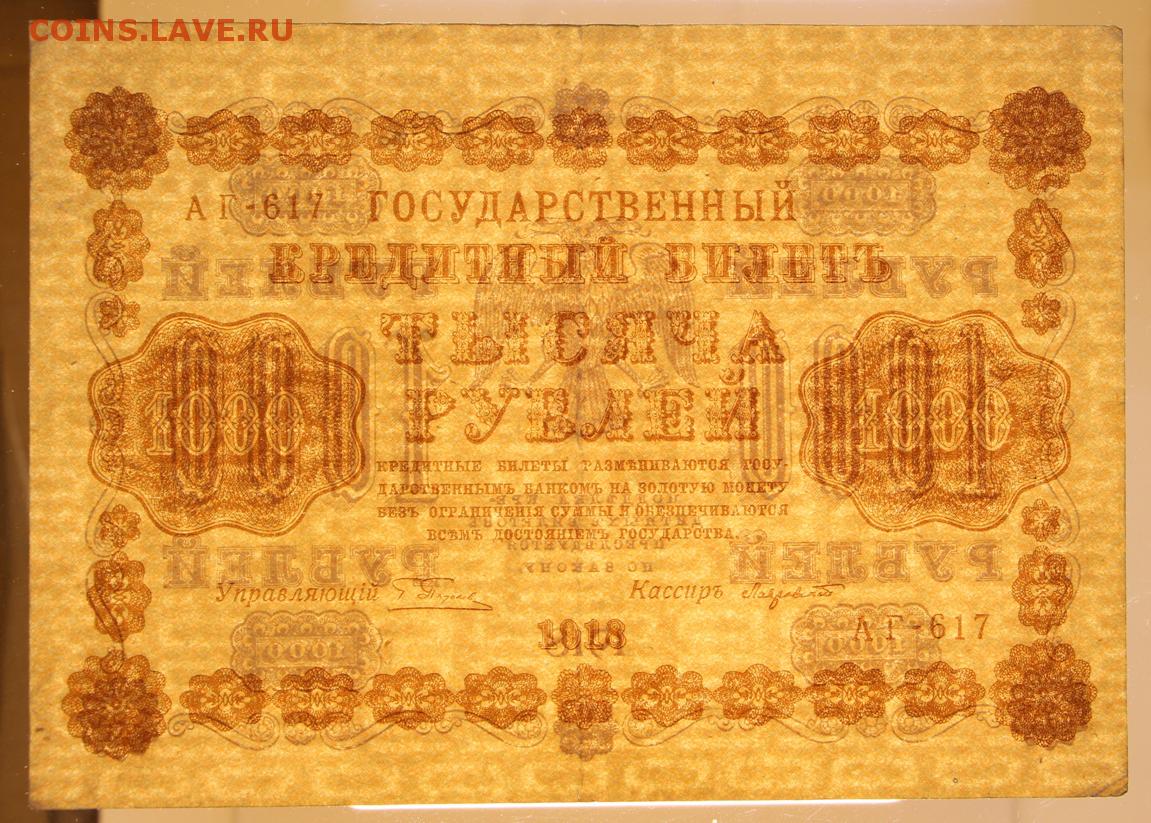 COINS.LAVE.RU
АГ-617 ГОСУДАРСТВЕННЫЙ
КРЕДИТНЫЙ БИЛЕТЪ
ТЫСЯЧА
РУБЛЕЙ
1000 1000
КРЕДИТНЫЕ БИЛЕТЫ РАЗМѢНИВАЮТСЯ ГОСУ-
ДАРСТВЕННЫМЪ БАНКОМЪ НА ЗОЛОТУЮ МОНЕТУ
БЕЗЪ ОГРАНИЧЕНІЯ СУММЫ И ОБЕЗПЕЧИВАЮТСЯ
ВСѢМЪ ДОСТОЯНІЕМЪ ГОСУДАРСТВА.
Управляющій Кассиръ
1918 АГ-617